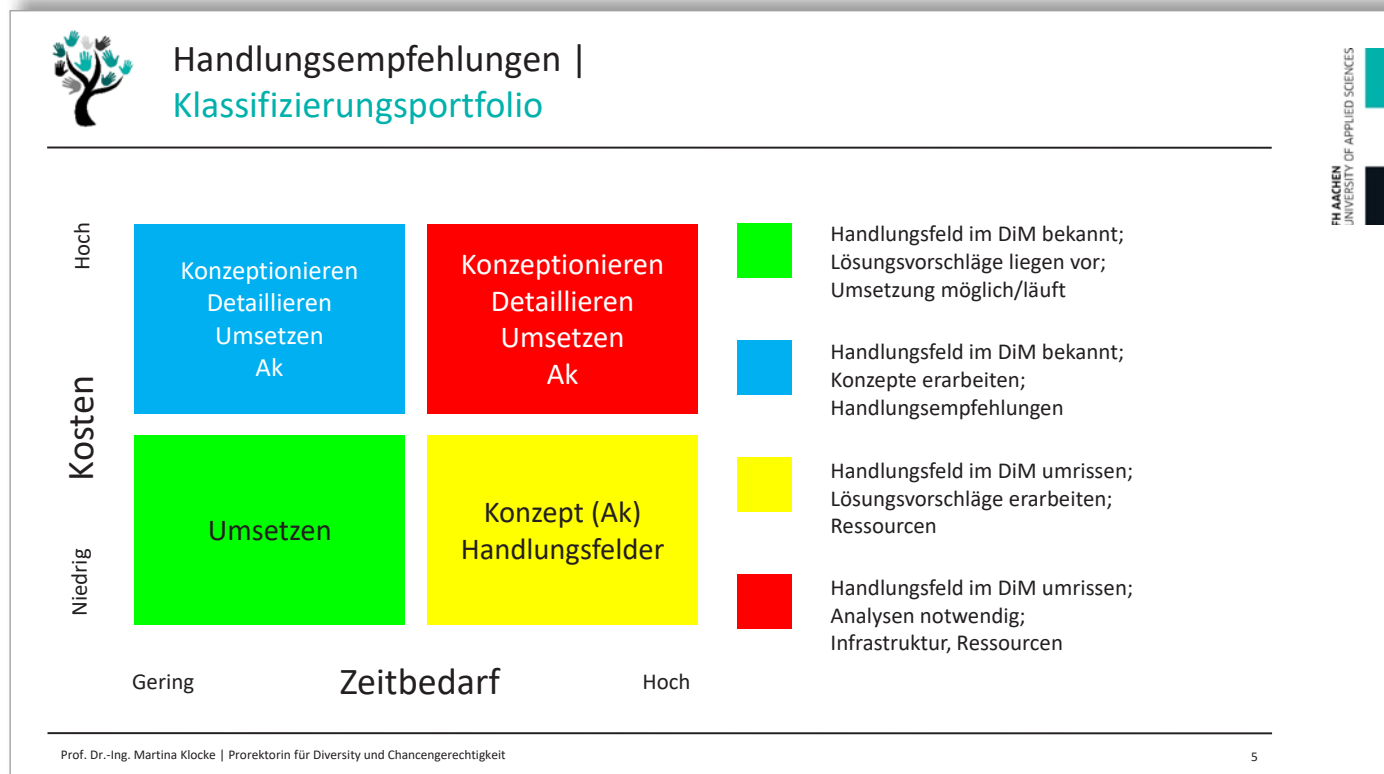 Handlungsempfehlungen |
Klassifizierungsportfolio
FH AACHEN
UNIVERSITY OF APPLIED SCIENCES
Kosten
Hoch
Niedrig
Konzeptionieren
Detaillieren
Umsetzen
Ak
Konzeptionieren
Detaillieren
Umsetzen
Ak
Umsetzen
Konzept (Ak)
Handlungsfelder
Gering
Zeitbedarf
Hoch
Handlungsfeld im DiM bekannt;
Lösungsvorschläge liegen vor;
Umsetzung möglich/läuft
Handlungsfeld im DiM bekannt;
Konzepte erarbeiten;
Handlungsempfehlungen
Handlungsfeld im DiM umrissen;
Lösungsvorschläge erarbeiten;
Ressourcen
Handlungsfeld im DiM umrissen;
Analysen notwendig;
Infrastruktur, Ressourcen
Prof. Dr.-Ing. Martina Klocke | Prorektorin für Diversity und Chancengerechtigkeit
5